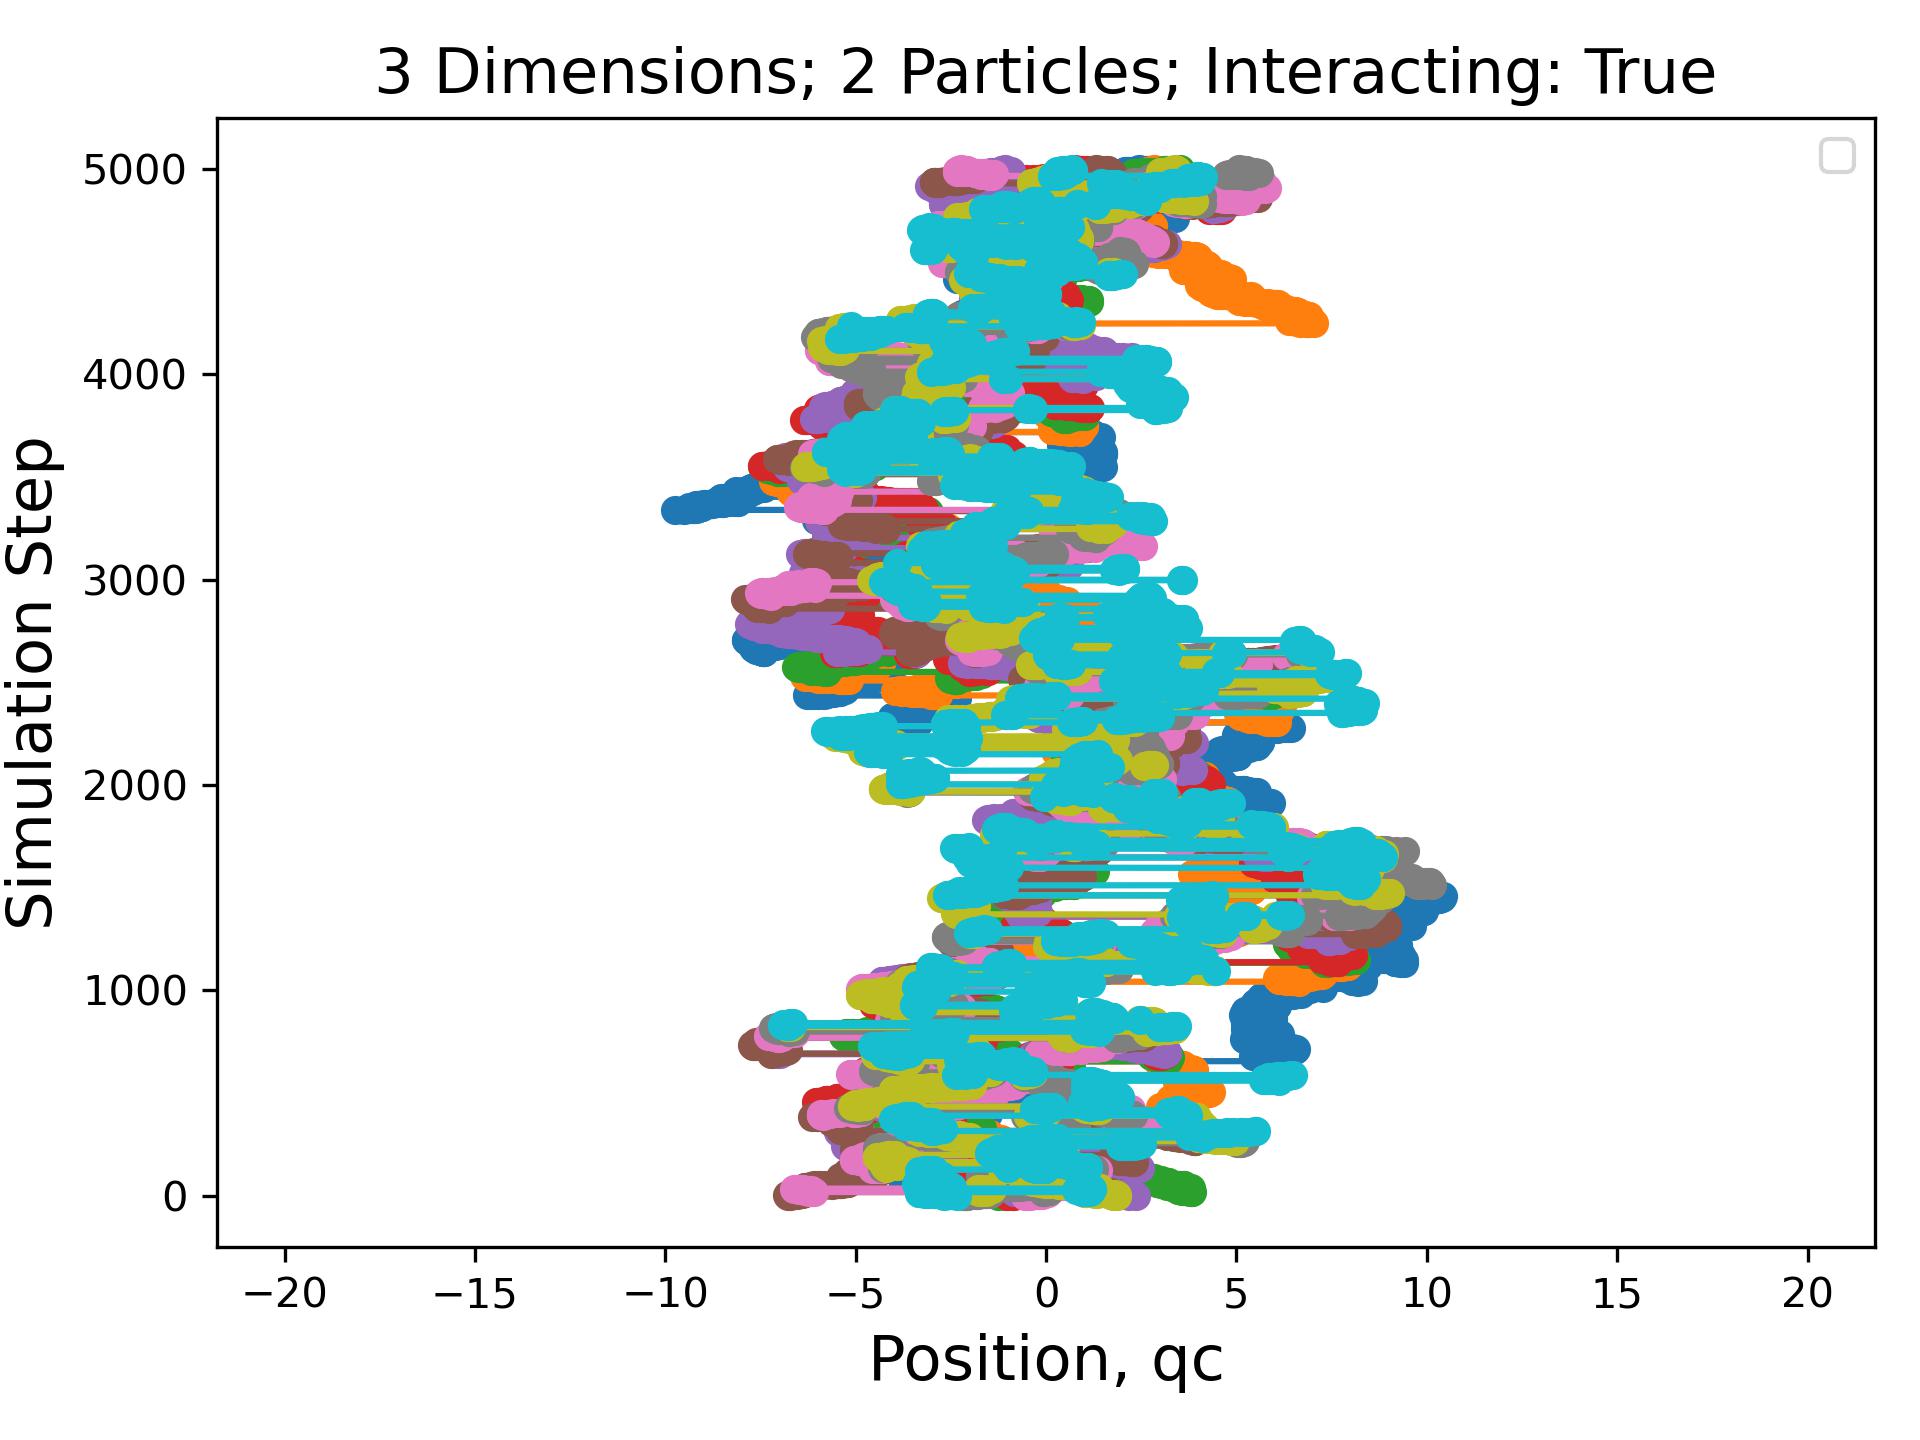 3 Dimensions; 2 Particles; Interacting: True
Simulation Step
5000
4000
3000
2000
1000
0
−20 −15 −10 −5 0 5 10 15 20
Position, qc